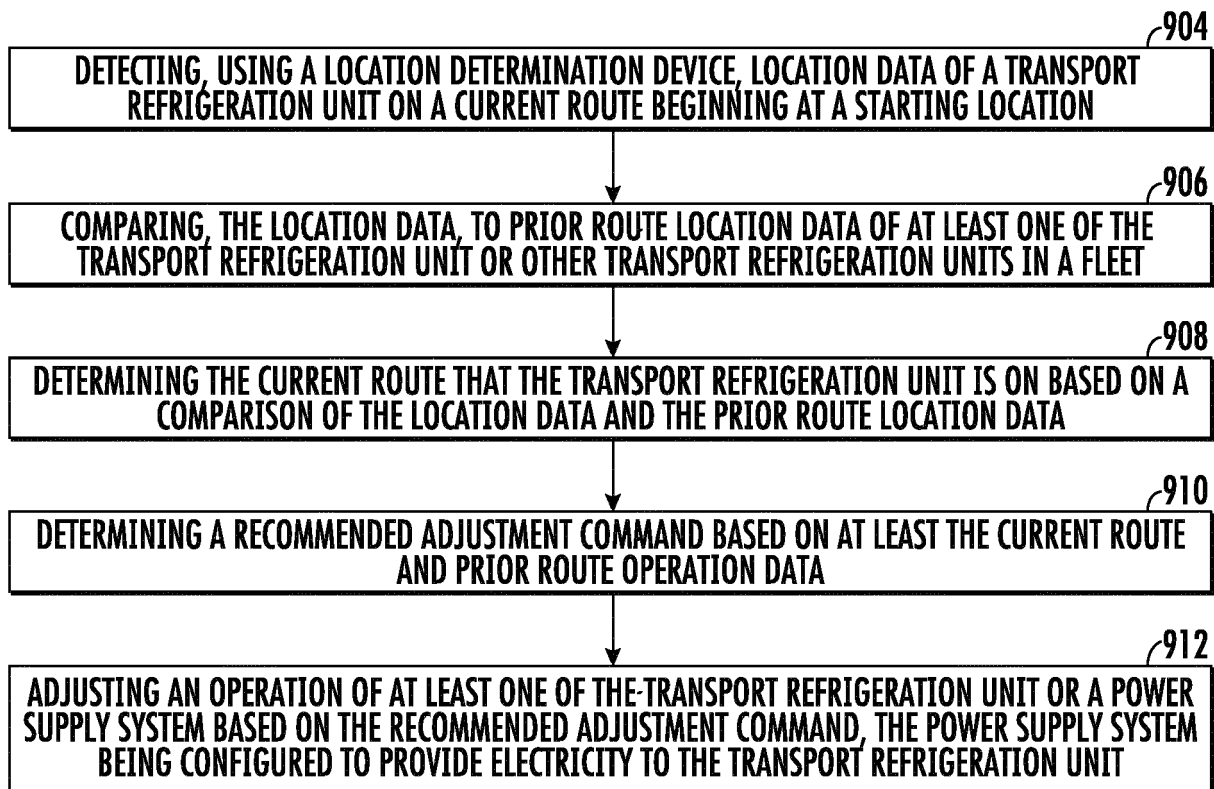 904
DETECTING, USING A LOCATION DETERMINATION DEVICE, LOCATION DATA OF A TRANSPORT
REFRIGERATION UNIT ON A CURRENT ROUTE BEGINNING AT A STARTING LOCATION
906
COMPARING, THE LOCATION DATA, TO PRIOR ROUTE LOCATION DATA OF AT LEAST ONE OF THE
TRANSPORT REFRIGERATION UNIT OR OTHER TRANSPORT REFRIGERATION UNITS IN A FLEET
908
DETERMINING THE CURRENT ROUTE THAT THE TRANSPORT REFRIGERATION UNIT IS ON BASED ON A
COMPARISON OF THE LOCATION DATA AND THE PRIOR ROUTE LOCATION DATA
910
DETERMINING A RECOMMENDED ADJUSTMENT COMMAND BASED ON AT LEAST THE CURRENT ROUTE
AND PRIOR ROUTE OPERATION DATA
912
ADJUSTING AN OPERATION OF AT LEAST ONE OF THE-TRANSPORT REFRIGERATION UNIT OR A POWER
SUPPLY SYSTEM BASED ON THE RECOMMENDED ADJUSTMENT COMMAND, THE POWER SUPPLY SYSTEM
BEING CONFIGURED TO PROVIDE ELECTRICITY TO THE TRANSPORT REFRIGERATION UNIT